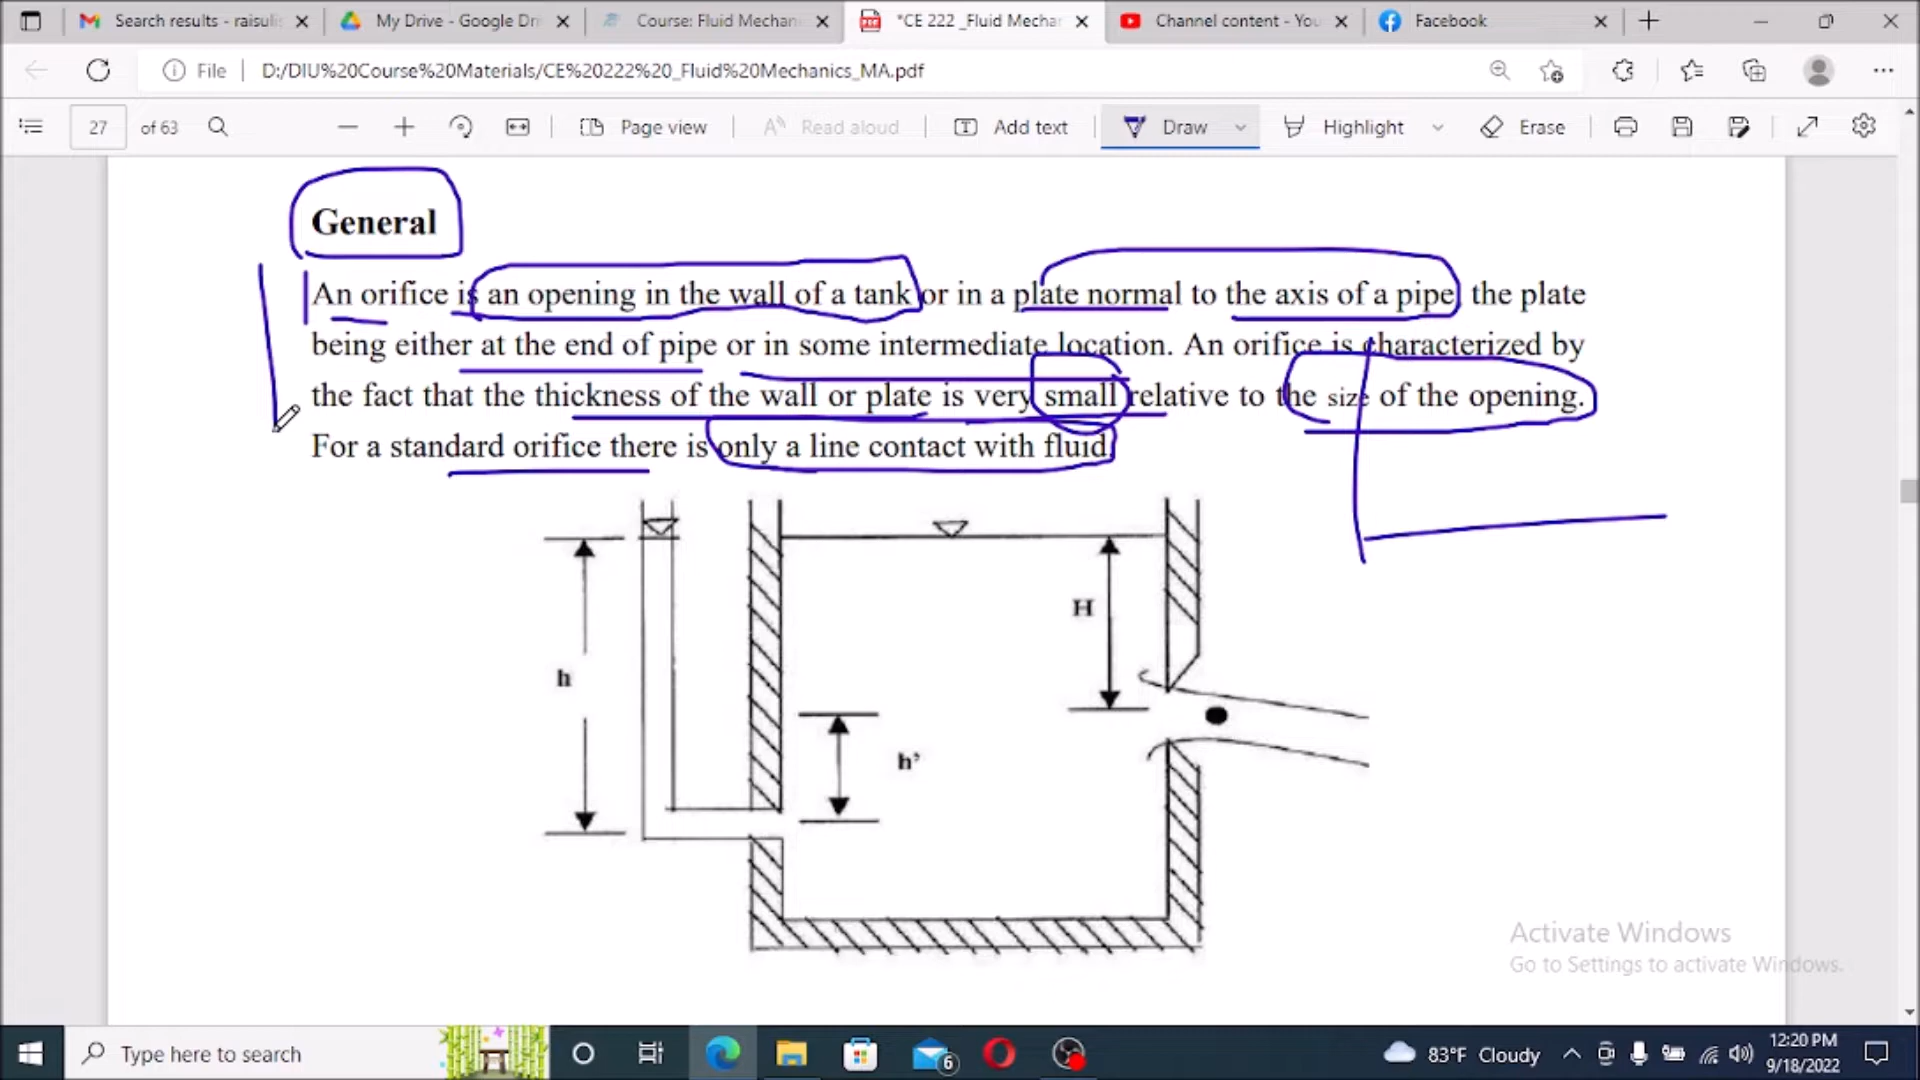 Search results - raisuli
My Drive - Google Dri
Course: Fluid Mechani
*CE 222 _Fluid Mechan
Channel content - You
Facebook
File
D:/DIU%20Course%20Materials/CE%20222%20_Fluid%20Mechanics_MA.pdf
27 of 63
Page view
Read aloud
Add text
Draw
Highlight
Erase
General
An orifice is an opening in the wall of a tank or in a plate normal to the axis of a pipe, the plate
being either at the end of pipe or in some intermediate location. An orifice is characterized by
the fact that the thickness of the wall or plate is very small relative to the size of the opening.
For a standard orifice there is only a line contact with fluid.
H
h
h’
Activate Windows
Go to Settings to activate Windows.
Type here to search
6
83°F Cloudy
12:20 PM
9/18/2022